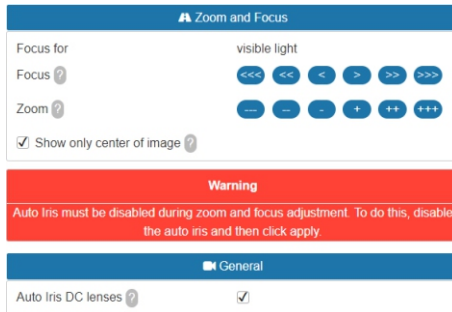 Zoom and Focus
Focus for visible light
Focus ? <<< << < > >> >>>
Zoom ? --- -- - + ++ +++
Show only center of image ?
Warning
Auto Iris must be disabled during zoom and focus adjustment. To do this, disable
the auto iris and then click apply.
General
Auto Iris DC lenses ?